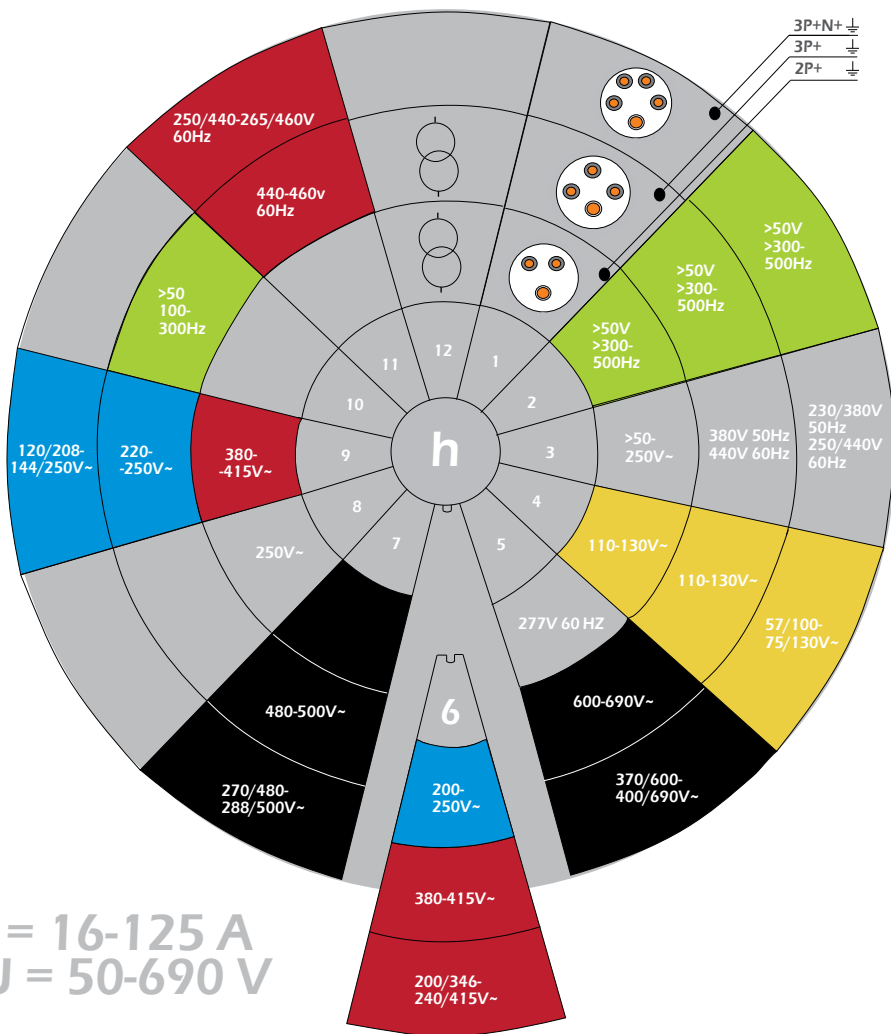 3P+N+
3P+
2P+
250/440-265/460V
60Hz
440-460v
60Hz
>50V
>300-
500Hz
>50V
>300-
500Hz
>50V
>300-
500Hz
>50
100-
300Hz
11
12
1
10
2
120/208-
144/250V~
220-
-250V~
380-
-415V~
9
h
3
>50-
250V~
380V 50Hz
440V 60Hz
230/380V
50Hz
250/440V
60Hz
8
4
250V~
7
5
110-130V~
110-130V~
57/100-
75/130V~
277V 60 HZ
480-500V~
6
600-690V~
270/480-
288/500V~
200-
250V~
370/600-
400/690V~
380-415V~
= 16-125 A
U = 50-690 V
200/346-
240/415V~